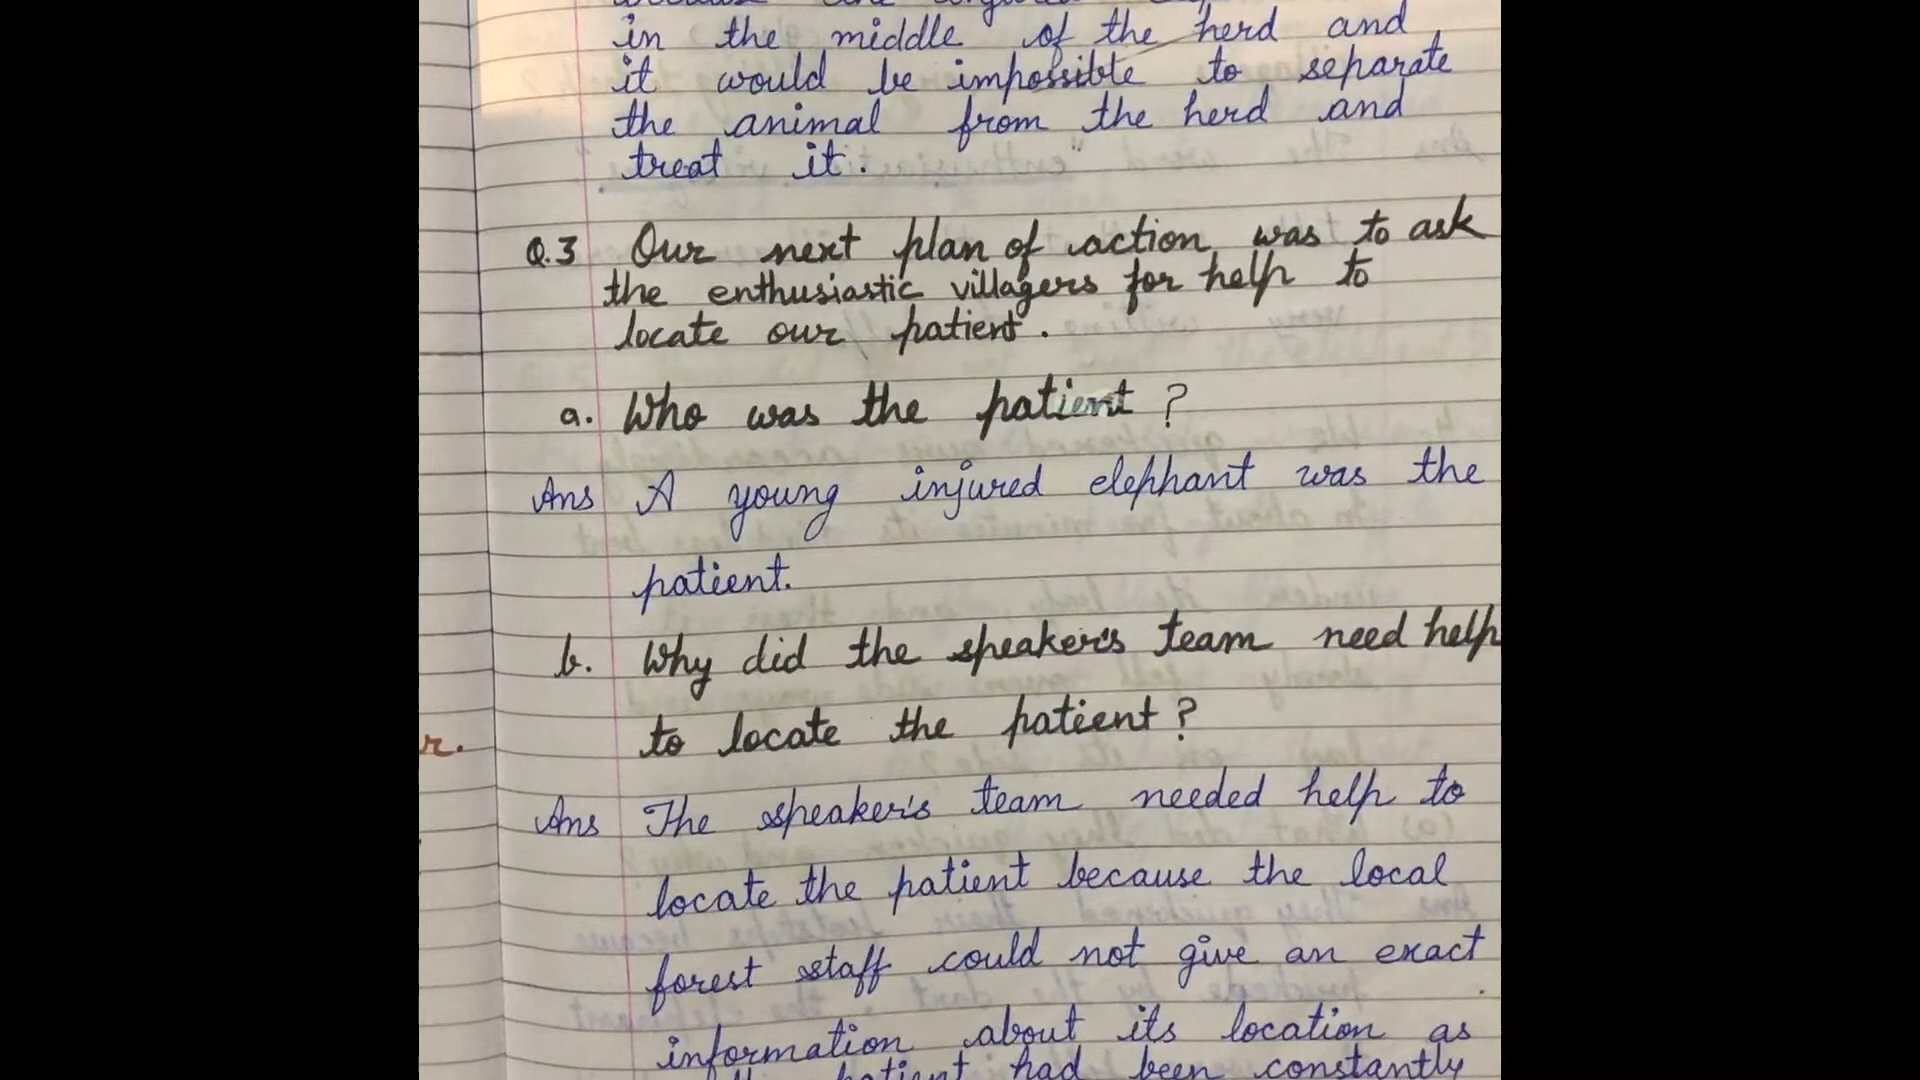 in the middle of the herd and
it would be impossible to separate
the animal from the herd and
treat it.
Q.3 Our next plan of action was to ask
the enthusiastic villagers for help to
locate our patient.
a. Who was the patient?
Ans A young injured elephant was the
patient.
b. Why did the speaker's team need help
to locate the patient?
r.
Ans The speaker's team needed help to
locate the patient because the local
forest staff could not give an exact
information about its location as
patient had been constantly